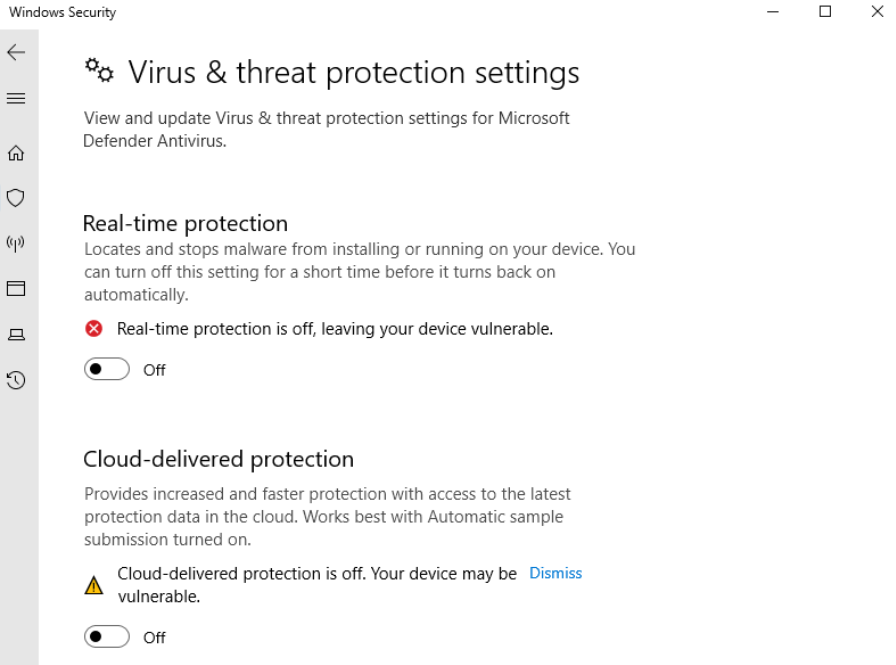 Windows Security
Virus & threat protection settings
View and update Virus & threat protection settings for Microsoft
Defender Antivirus.
Real-time protection
Locates and stops malware from installing or running on your device. You
can turn off this setting for a short time before it turns back on
automatically.
Real-time protection is off, leaving your device vulnerable.
Off
Cloud-delivered protection
Provides increased and faster protection with access to the latest
protection data in the cloud. Works best with Automatic sample
submission turned on.
Cloud-delivered protection is off. Your device may be Dismiss
vulnerable.
Off